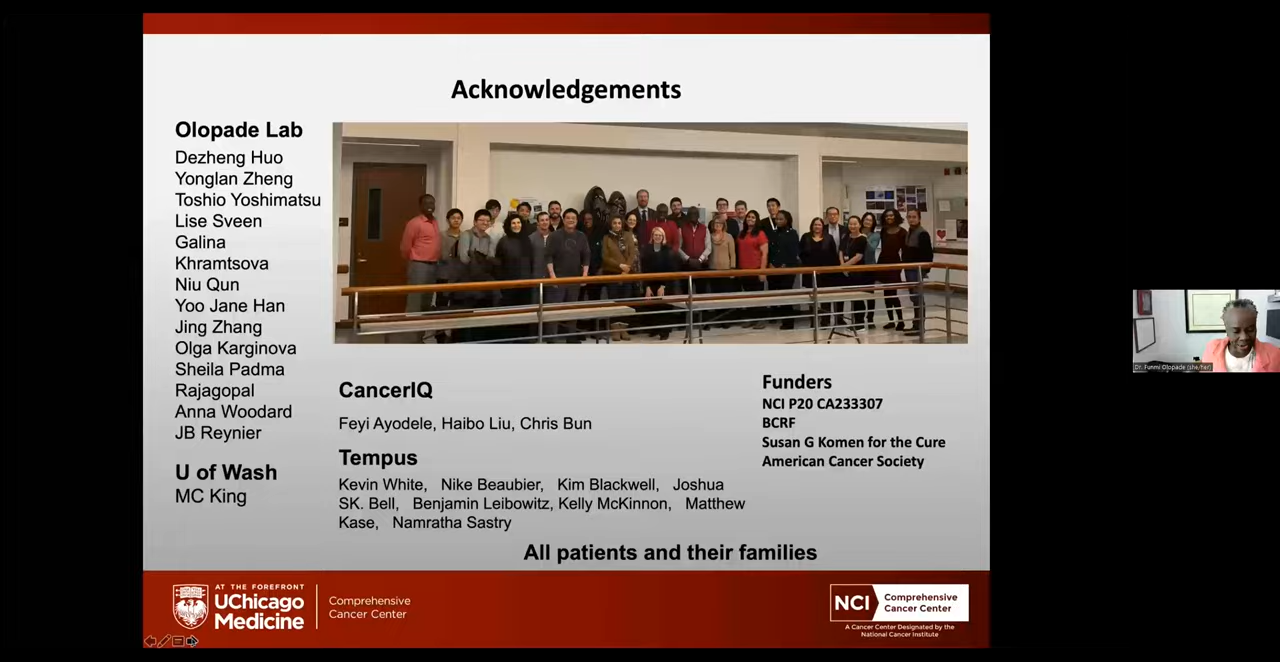 Acknowledgements
Olopade Lab
Dezheng Huo
Yonglan Zheng
Toshio Yoshimatsu
Lise Sveen
Galina
Khramtsova
Niu Qun
Yoo Jane Han
Jing Zhang
Olga Karginova
Sheila Padma
Rajagopal
Anna Woodard
JB Reynier
U of Wash
MC King
CancerIQ
Feyi Ayodele, Haibo Liu, Chris Bun
Tempus
Kevin White, Nike Beaubier, Kim Blackwell, Joshua
SK. Bell, Benjamin Leibowitz, Kelly McKinnon, Matthew
Kase, Namratha Sastry
Funders
NCI P20 CA233307
BCRF
Susan G Komen for the Cure
American Cancer Society
All patients and their families
AT THE FOREFRONT
UChicago
Medicine
Comprehensive
Cancer Center
NCI
Comprehensive
Cancer Center
A Cancer Center Designated by the
National Cancer Institute
Dr. Funmi Olopade (she/her)